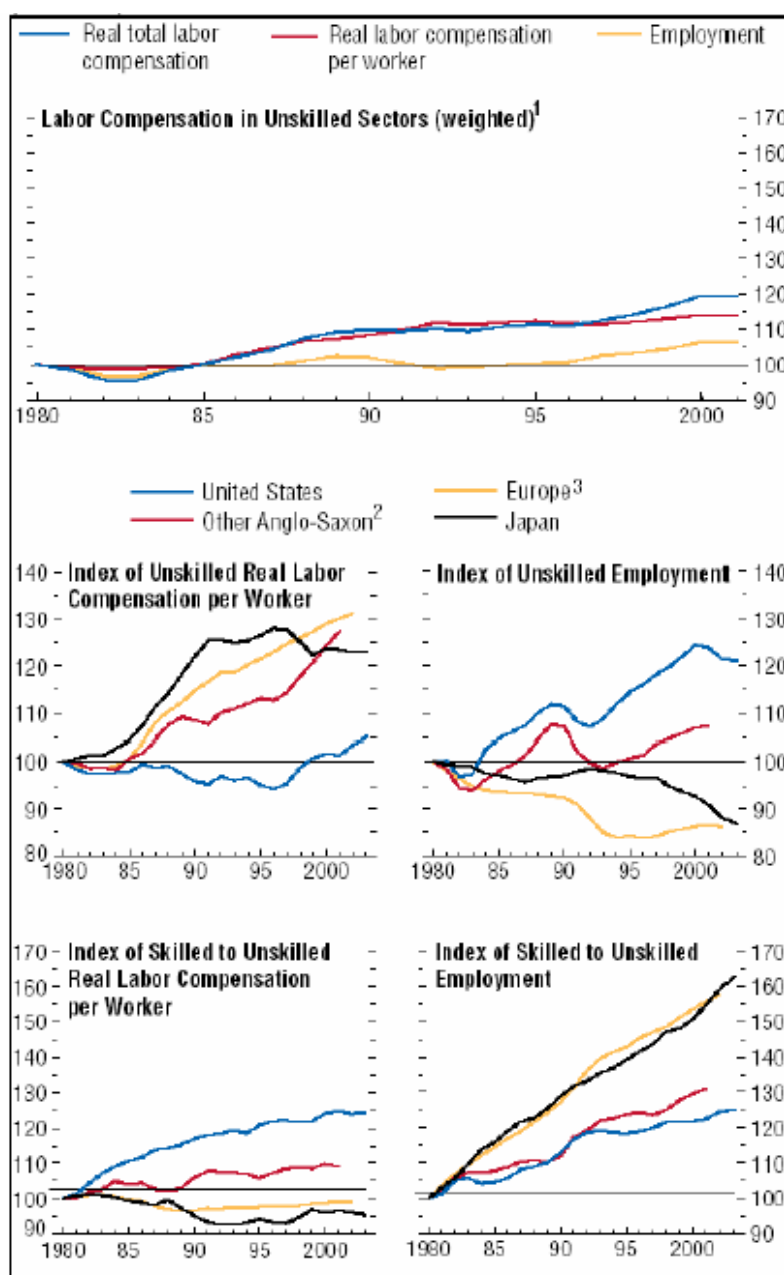 Real total labor compensation
Real labor compensation per worker
Employment
Labor Compensation in Unskilled Sectors (weighted)1
170
160
150
140
130
120
110
100
90
1980 85 90 95 2000
United States
Other Anglo-Saxon2
Europe3
Japan
Index of Unskilled Real Labor
Compensation per Worker
140
130
120
110
100
90
80
1980 85 90 95 2000
Index of Unskilled Employment
140
130
120
110
100
90
80
1980 85 90 95 2000
Index of Skilled to Unskilled
Real Labor Compensation
per Worker
170
160
150
140
130
120
110
100
90
1980 85 90 95 2000
Index of Skilled to Unskilled
Employment
170
160
150
140
130
120
110
100
90
1980 85 90 95 2000